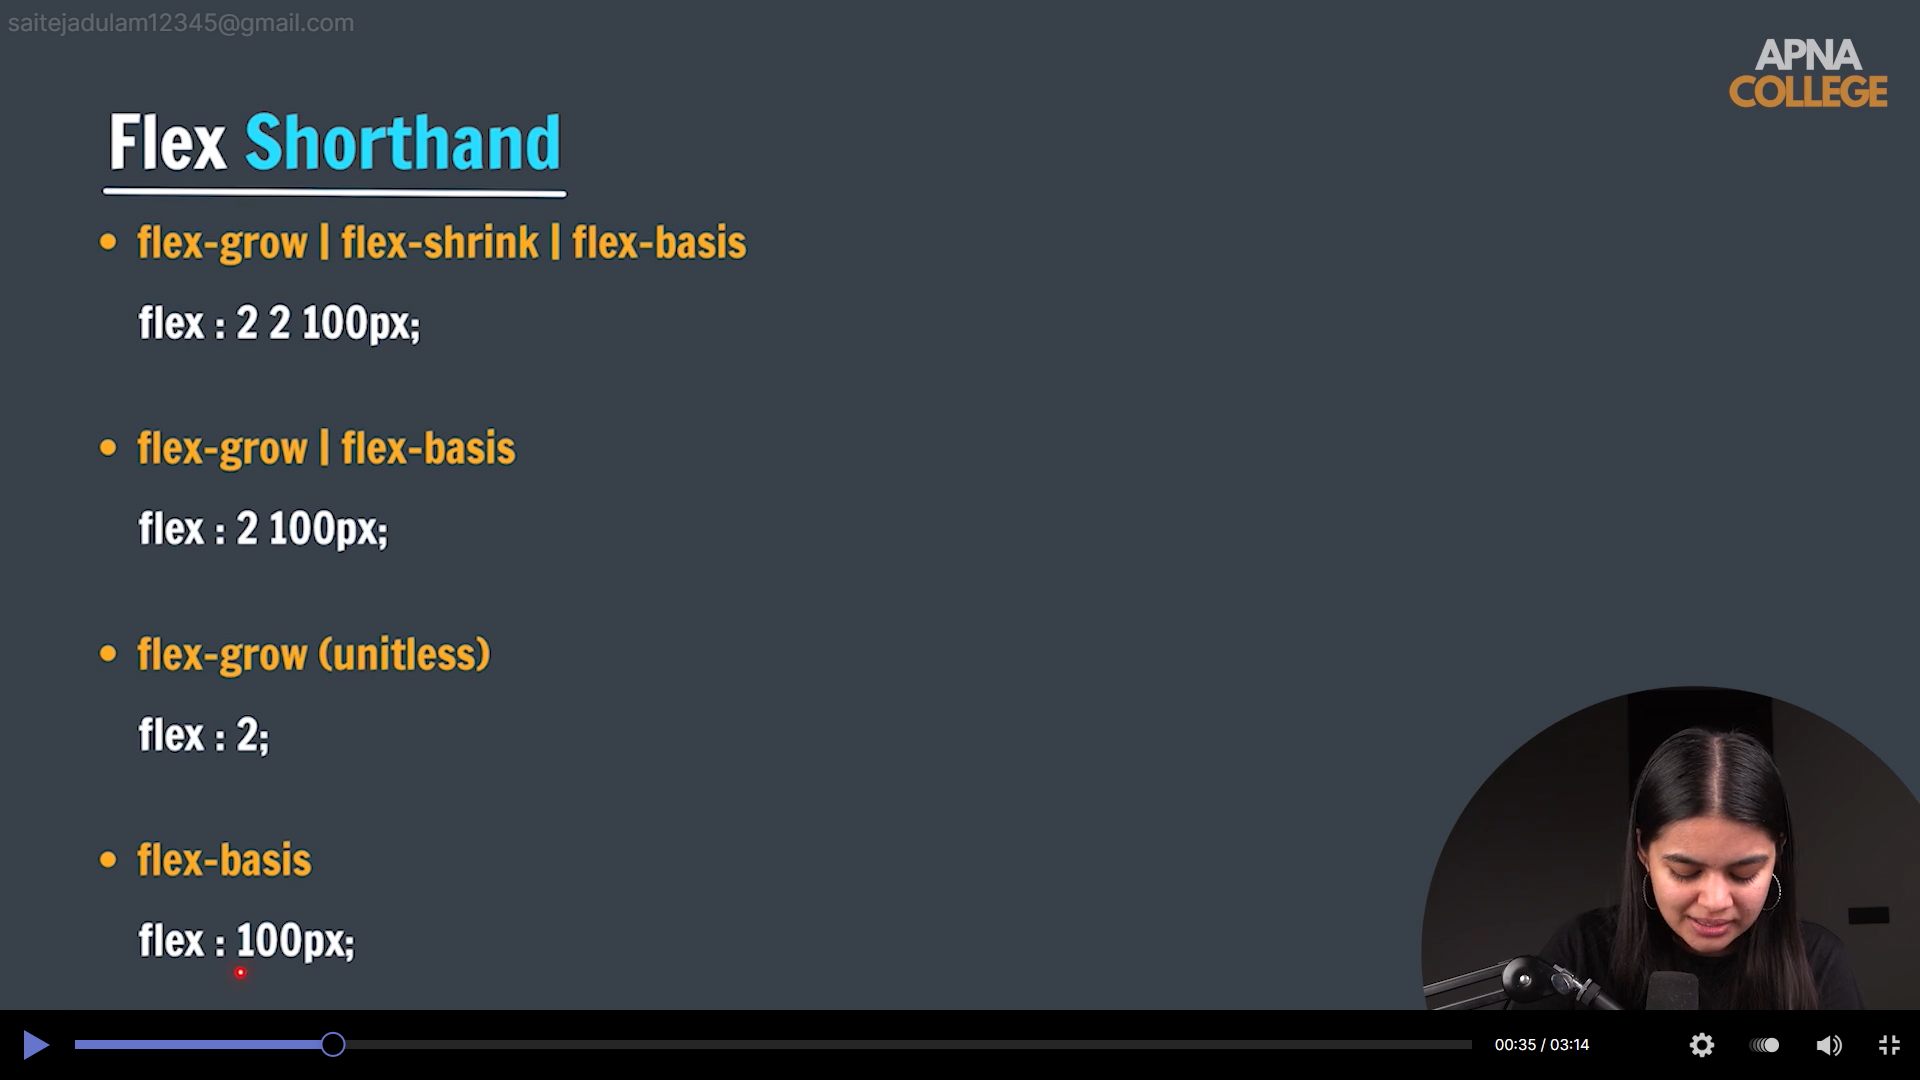 saitejadulam12345@gmail.com
APNA
COLLEGE
Flex Shorthand
• flex-grow | flex-shrink | flex-basis
flex : 2 2 100px;
• flex-grow | flex-basis
flex : 2 100px;
• flex-grow (unitless)
flex : 2;
• flex-basis
flex : 100px;
00:35 / 03:14